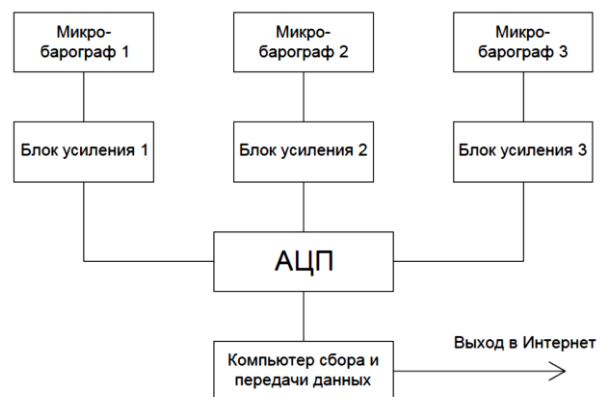 Микро-
барограф 1
Микро-
барограф 2
Микро-
барограф 3
Блок усиления 1
Блок усиления 2
Блок усиления 3
АЦП
Выход в Интернет
Компьютер сбора и
передачи данных